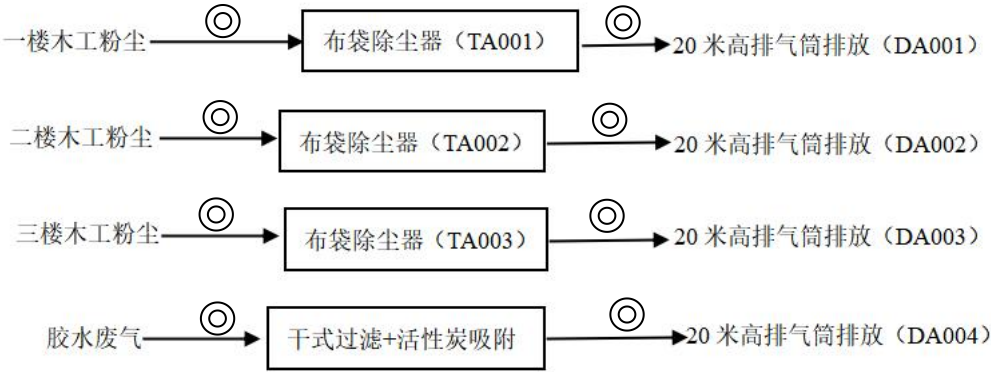 一楼木工粉尘 布袋除尘器（TA001） 20 米高排气筒排放（DA001）
二楼木工粉尘 布袋除尘器（TA002） 20 米高排气筒排放（DA002）
三楼木工粉尘 布袋除尘器（TA003） 20 米高排气筒排放（DA003）
胶水废气 干式过滤+活性炭吸附 20 米高排气筒排放（DA004）